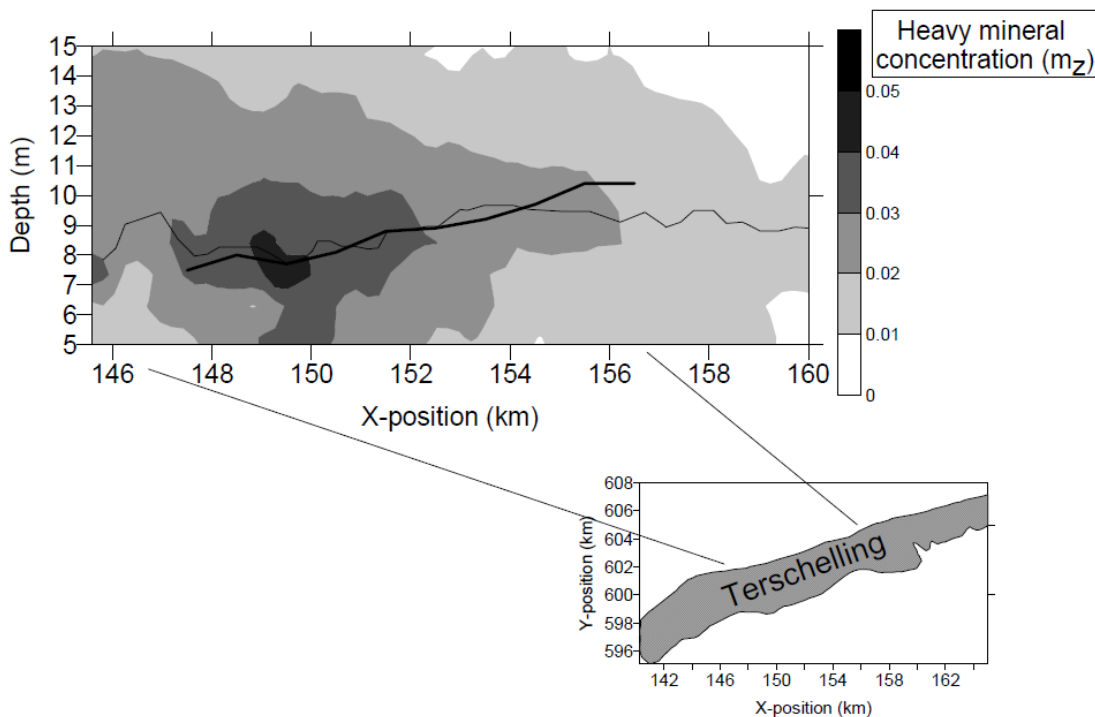 Heavy mineral
concentration (mZ)
15
14
13
12
11
10
9
8
7
6
5
Depth (m)
0.05
0.04
0.03
0.02
0.01
0
146 148 150 152 154 156 158 160
X-position (km)
608
606
604
602
600
598
596
Y-position (km)
Terschelling
142 146 150 154 158 162
X-position (km)